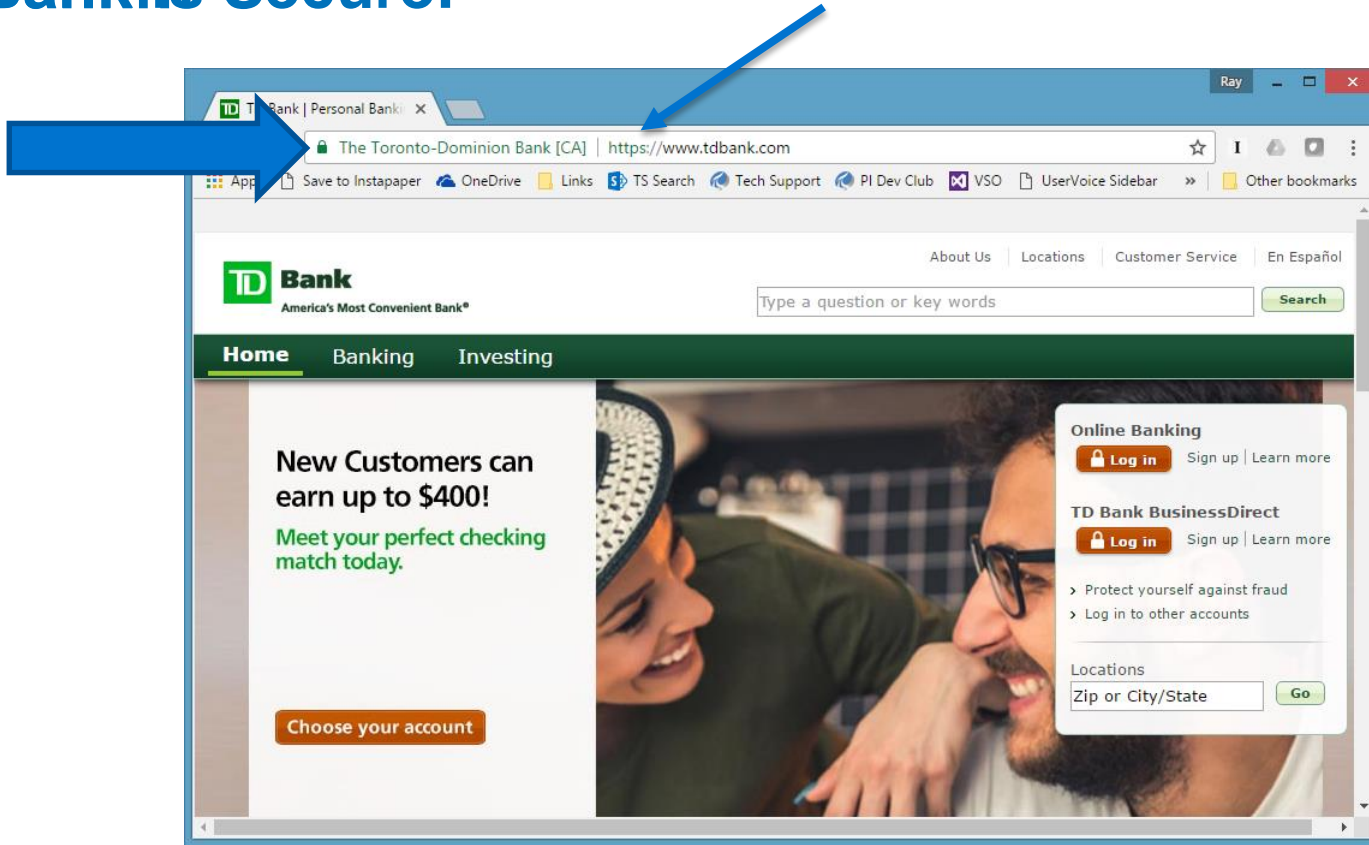 Ray
TD Bank | Personal Banki
The Toronto-Dominion Bank [CA] | https://www.tdbank.com
Save to Instapaper OneDrive Links TS Search Tech Support PI Dev Club VSO UserVoice Sidebar » Other bookmarks
About Us Locations Customer Service En Español
TD Bank
America's Most Convenient Bank®
Type a question or key words Search
Home Banking Investing
New Customers can
earn up to $400!
Meet your perfect checking
match today.
Choose your account
Online Banking
Log in Sign up | Learn more
TD Bank BusinessDirect
Log in Sign up | Learn more
› Protect yourself against fraud
› Log in to other accounts
Locations
Zip or City/State Go